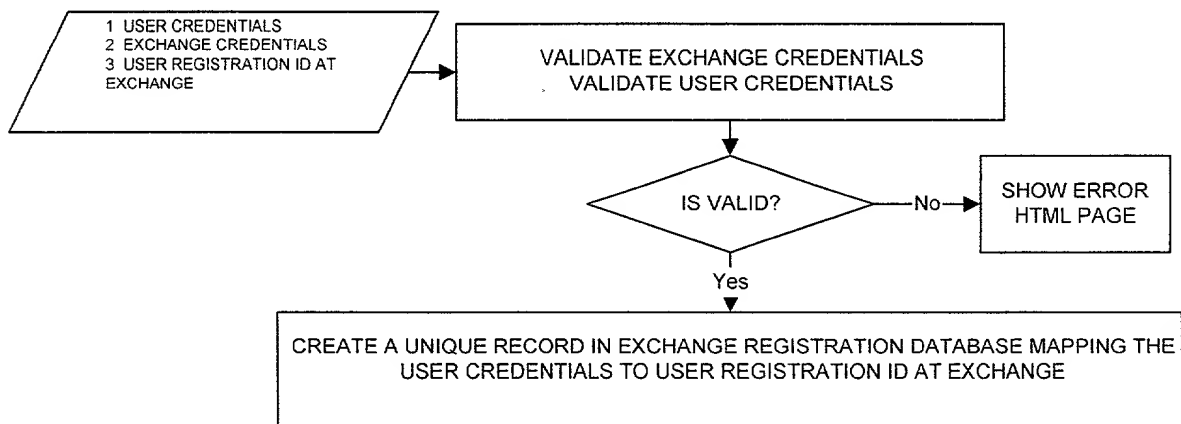 1 USER CREDENTIALS
2 EXCHANGE CREDENTIALS
3 USER REGISTRATION ID AT
EXCHANGE
VALIDATE EXCHANGE CREDENTIALS
VALIDATE USER CREDENTIALS
IS VALID?
No
SHOW ERROR
HTML PAGE
Yes
CREATE A UNIQUE RECORD IN EXCHANGE REGISTRATION DATABASE MAPPING THE
USER CREDENTIALS TO USER REGISTRATION ID AT EXCHANGE